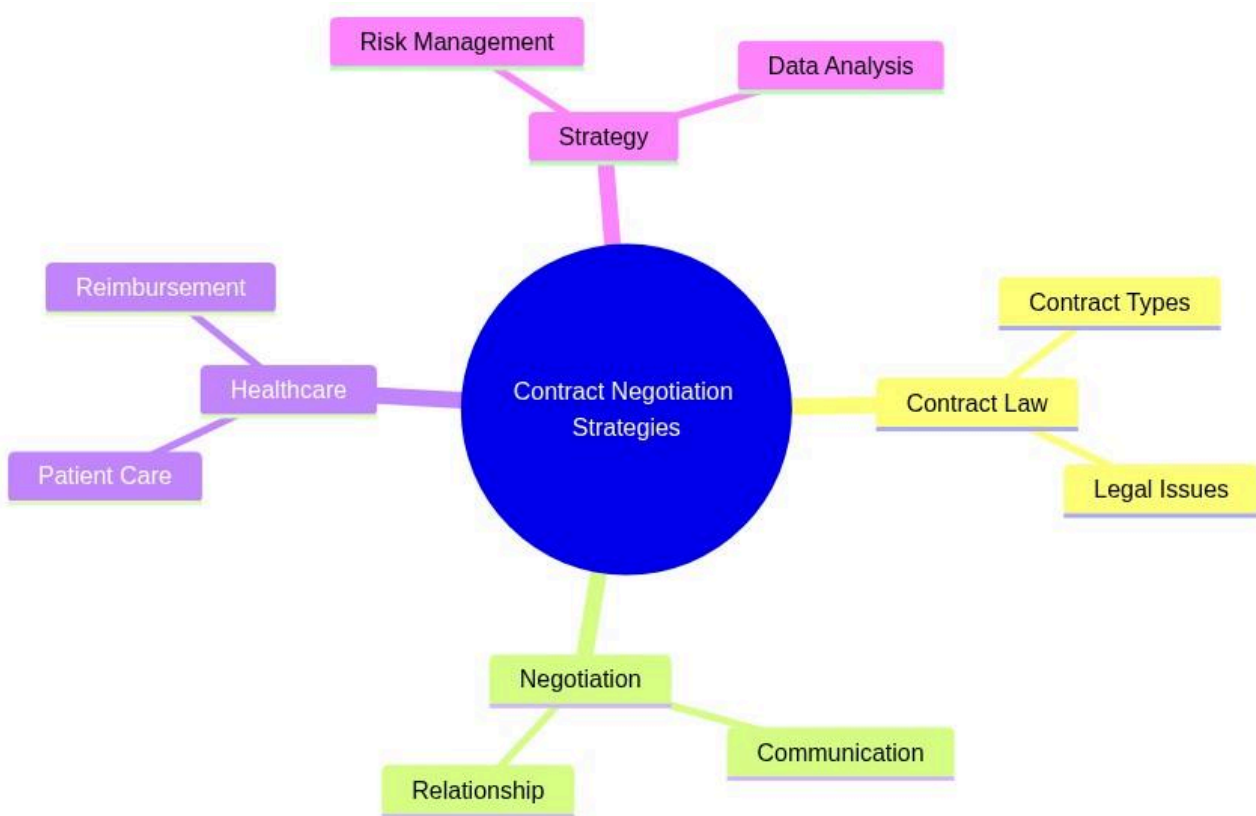 Risk Management
Data Analysis
Strategy
Reimbursement
Contract Types
Healthcare
Contract Negotiation
Strategies
Contract Law
Patient Care
Legal Issues
Negotiation
Communication
Relationship